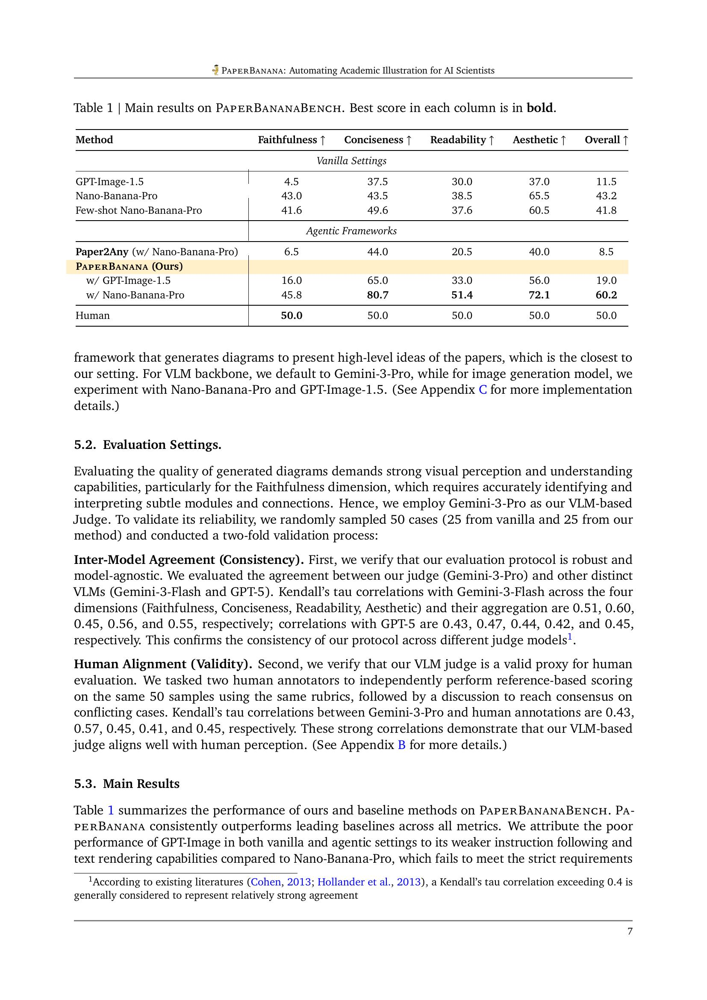 PAPERBANANA: Automating Academic Illustration for AI Scientists
Table 1 | Main results on PAPERBANANABENCH. Best score in each column is in bold.
Method Faithfulness ↑ Conciseness ↑ Readability ↑ Aesthetic ↑ Overall ↑
Vanilla Settings
GPT-Image-1.5 4.5 37.5 30.0 37.0 11.5
Nano-Banana-Pro 43.0 43.5 38.5 65.5 43.2
Few-shot Nano-Banana-Pro 41.6 49.6 37.6 60.5 41.8
Agentic Frameworks
Paper2Any (w/ Nano-Banana-Pro) 6.5 44.0 20.5 40.0 8.5
PAPERBANANA (Ours)
w/ GPT-Image-1.5 16.0 65.0 33.0 56.0 19.0
w/ Nano-Banana-Pro 45.8 80.7 51.4 72.1 60.2
Human 50.0 50.0 50.0 50.0 50.0
framework that generates diagrams to present high-level ideas of the papers, which is the closest to
our setting. For VLM backbone, we default to Gemini-3-Pro, while for image generation model, we
experiment with Nano-Banana-Pro and GPT-Image-1.5. (See Appendix C for more implementation
details.)
5.2. Evaluation Settings.
Evaluating the quality of generated diagrams demands strong visual perception and understanding
capabilities, particularly for the Faithfulness dimension, which requires accurately identifying and
interpreting subtle modules and connections. Hence, we employ Gemini-3-Pro as our VLM-based
Judge. To validate its reliability, we randomly sampled 50 cases (25 from vanilla and 25 from our
method) and conducted a two-fold validation process:
Inter-Model Agreement (Consistency). First, we verify that our evaluation protocol is robust and
model-agnostic. We evaluated the agreement between our judge (Gemini-3-Pro) and other distinct
VLMs (Gemini-3-Flash and GPT-5). Kendall's tau correlations with Gemini-3-Flash across the four
dimensions (Faithfulness, Conciseness, Readability, Aesthetic) and their aggregation are 0.51, 0.60,
0.45, 0.56, and 0.55, respectively; correlations with GPT-5 are 0.43, 0.47, 0.44, 0.42, and 0.45,
respectively. This confirms the consistency of our protocol across different judge models1.
Human Alignment (Validity). Second, we verify that our VLM judge is a valid proxy for human
evaluation. We tasked two human annotators to independently perform reference-based scoring
on the same 50 samples using the same rubrics, followed by a discussion to reach consensus on
conflicting cases. Kendall's tau correlations between Gemini-3-Pro and human annotations are 0.43,
0.57, 0.45, 0.41, and 0.45, respectively. These strong correlations demonstrate that our VLM-based
judge aligns well with human perception. (See Appendix B for more details.)
5.3. Main Results
Table 1 summarizes the performance of ours and baseline methods on PAPERBANANABENCH. PA-
PERBANANA consistently outperforms leading baselines across all metrics. We attribute the poor
performance of GPT-Image in both vanilla and agentic settings to its weaker instruction following and
text rendering capabilities compared to Nano-Banana-Pro, which fails to meet the strict requirements
1According to existing literatures (Cohen, 2013; Hollander et al., 2013), a Kendall's tau correlation exceeding 0.4 is
generally considered to represent relatively strong agreement
7